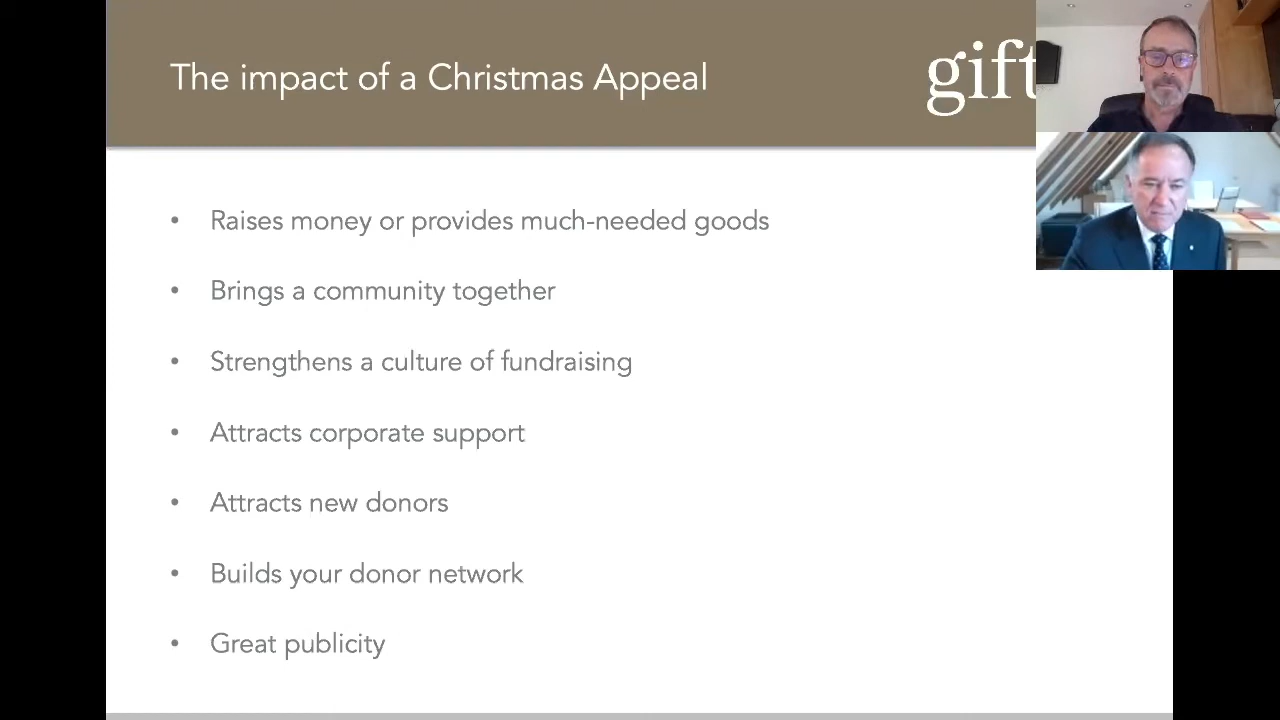 The impact of a Christmas Appeal
gift
• Raises money or provides much-needed goods
• Brings a community together
• Strengthens a culture of fundraising
• Attracts corporate support
• Attracts new donors
• Builds your donor network
• Great publicity